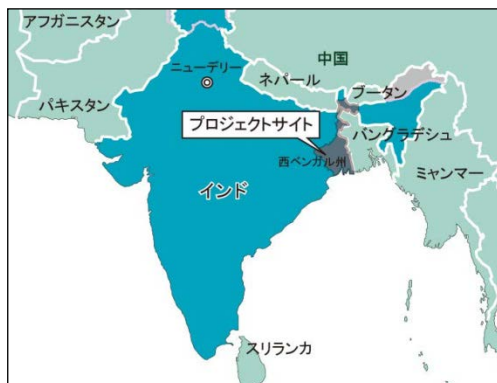 アフガニスタン
中国
ニューデリー
ネパール
ブータン
パキスタン
プロジェクトサイト
バングラデシュ
西ベンガル州
ミャンマー
インド
スリランカ